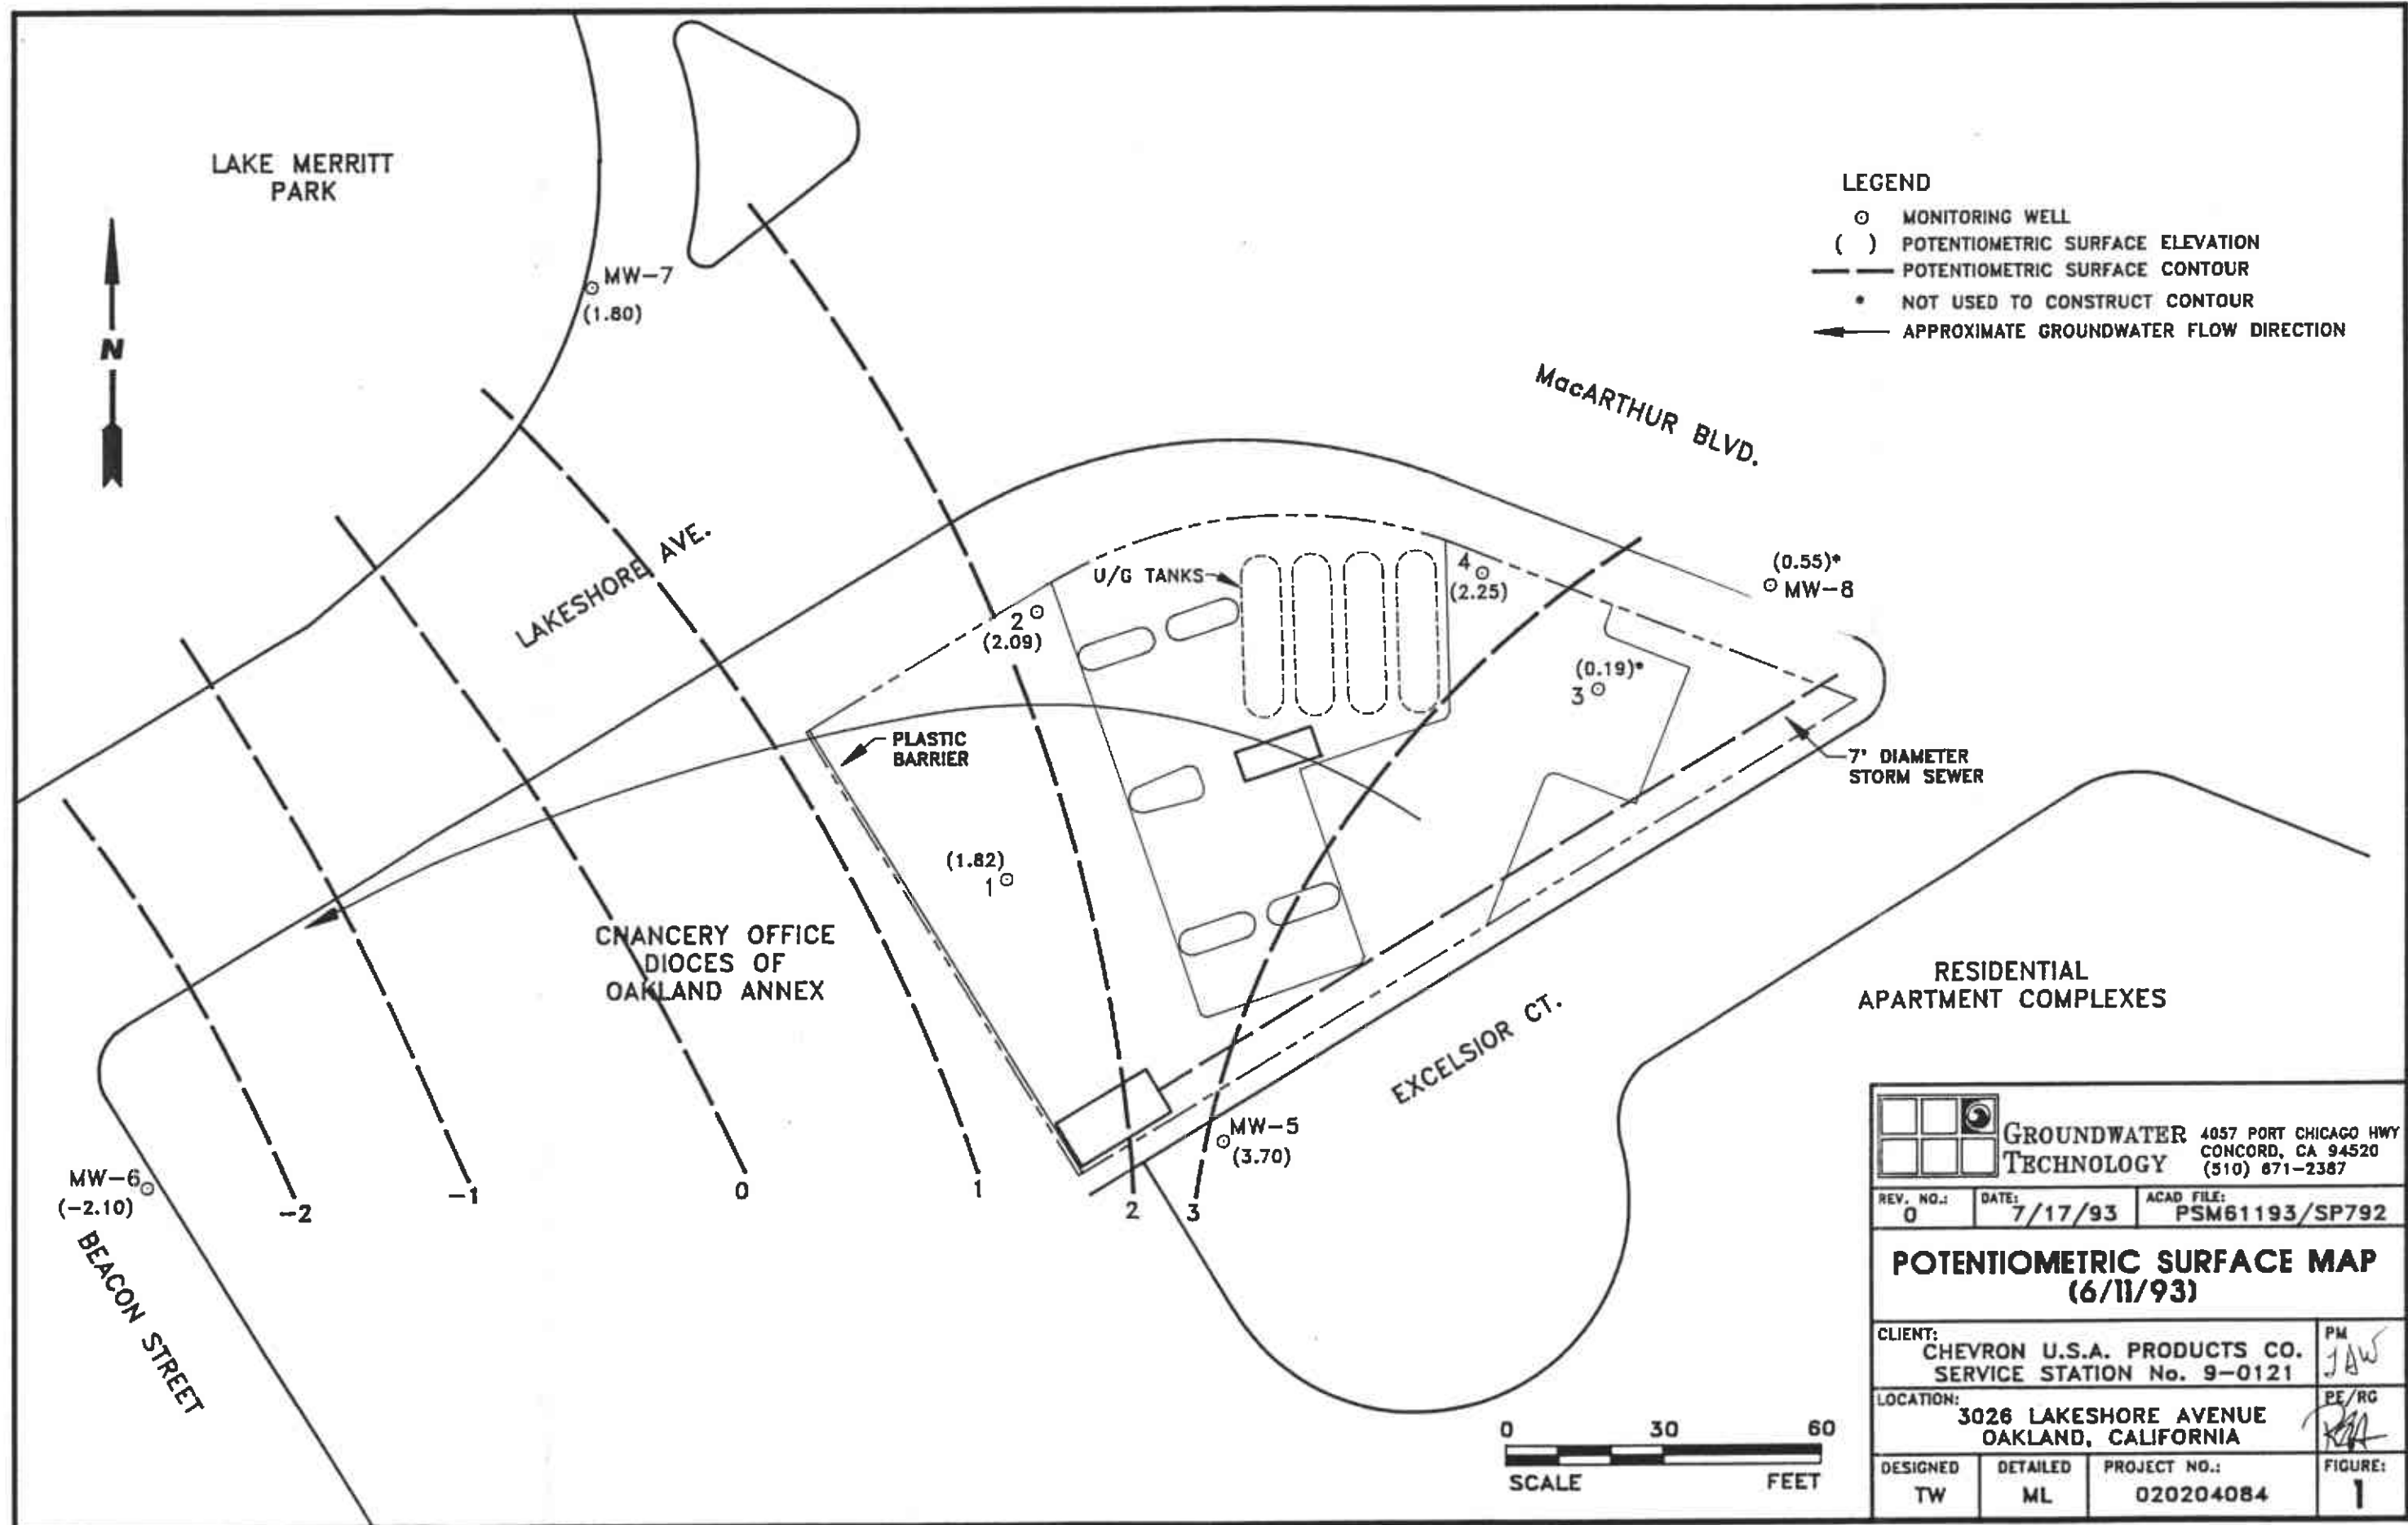 LAKE MERRITT
PARK
N
MW-7
(1.80)
LEGEND
MONITORING WELL
( ) POTENTIOMETRIC SURFACE ELEVATION
POTENTIOMETRIC SURFACE CONTOUR
* NOT USED TO CONSTRUCT CONTOUR
APPROXIMATE GROUNDWATER FLOW DIRECTION
MacARTHUR BLVD.
LAKESHORE AVE.
U/G TANKS
4
(2.25)
(0.55)*
MW-8
2
(2.09)
(0.19)*
3
PLASTIC
BARRIER
7' DIAMETER
STORM SEWER
(1.82)
1
CHANCERY OFFICE
DIOCES OF
OAKLAND ANNEX
RESIDENTIAL
APARTMENT COMPLEXES
EXCELSIOR CT.
MW-5
(3.70)
MW-6
(-2.10)
-2
-1
0
1
2
3
BEACON STREET
0 30 60
SCALE FEET
GROUNDWATER
TECHNOLOGY
4057 PORT CHICAGO HWY
CONCORD, CA 94520
(510) 671-2387
REV. NO.:
0
DATE:
7/17/93
ACAD FILE:
PSM61193/SP792
POTENTIOMETRIC SURFACE MAP
(6/11/93)
CLIENT:
CHEVRON U.S.A. PRODUCTS CO.
SERVICE STATION No. 9-0121
PM
JAW
LOCATION:
3026 LAKESHORE AVENUE
OAKLAND, CALIFORNIA
PE/RG
DESIGNED
TW
DETAILED
ML
PROJECT NO.:
020204084
FIGURE:
1